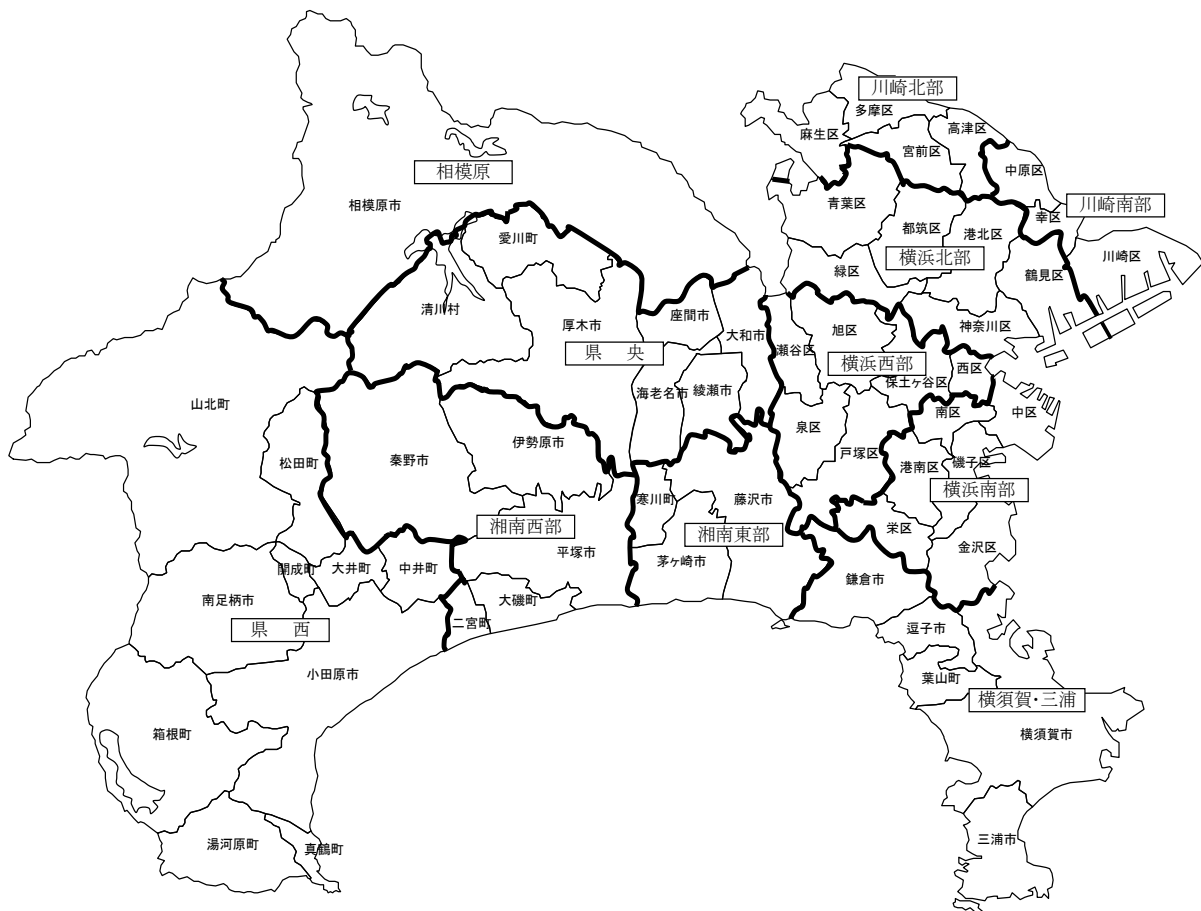 川崎北部
多摩区
高津区
麻生区
宮前区
中原区
相模原
青葉区
川崎南部
幸区
相模原市
都筑区
港北区
愛川町
横浜北部
川崎区
緑区
鶴見区
清川村
座間市
厚木市
旭区
神奈川区
大和市
県　央
瀬谷区
横浜西部
西区
保土ヶ谷区
海老名市
綾瀬市
山北町
南区
中区
泉区
伊勢原市
戸塚区
秦野市
松田町
港南区
磯子区
横浜南部
寒川町
藤沢市
湘南西部
湘南東部
栄区
平塚市
金沢区
茅ヶ崎市
開成町
大井町
中井町
鎌倉市
南足柄市
大磯町
二宮町
県　西
逗子市
小田原市
葉山町
横須賀･三浦
箱根町
横須賀市
三浦市
湯河原町
真鶴町